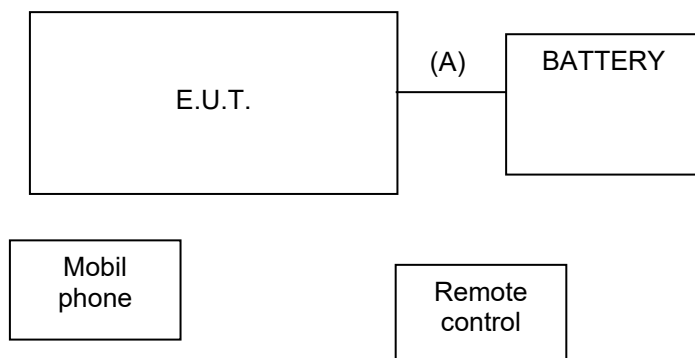 (A)
BATTERY
E.U.T.
Mobil
phone
Remote
control